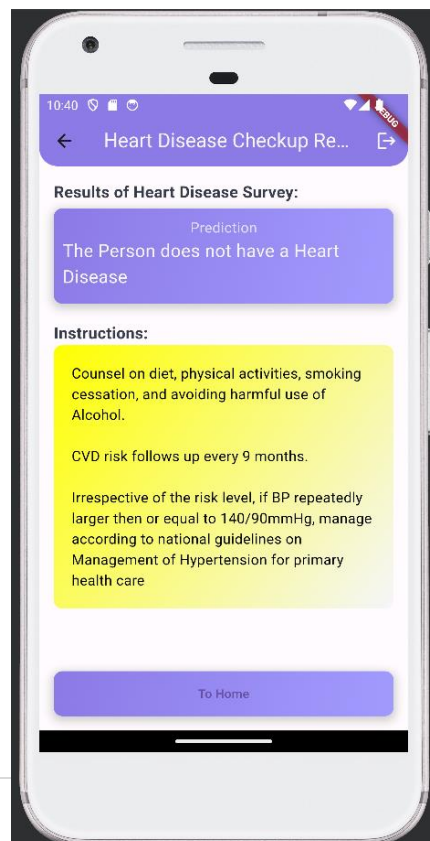 10:40
DEBUG
Heart Disease Checkup Re...
Results of Heart Disease Survey:
Prediction
The Person does not have a Heart
Disease
Instructions:
Counsel on diet, physical activities, smoking
cessation, and avoiding harmful use of
Alcohol.
CVD risk follows up every 9 months.
Irrespective of the risk level, if BP repeatedly
larger then or equal to 140/90mmHg, manage
according to national guidelines on
Management of Hypertension for primary
health care
To Home